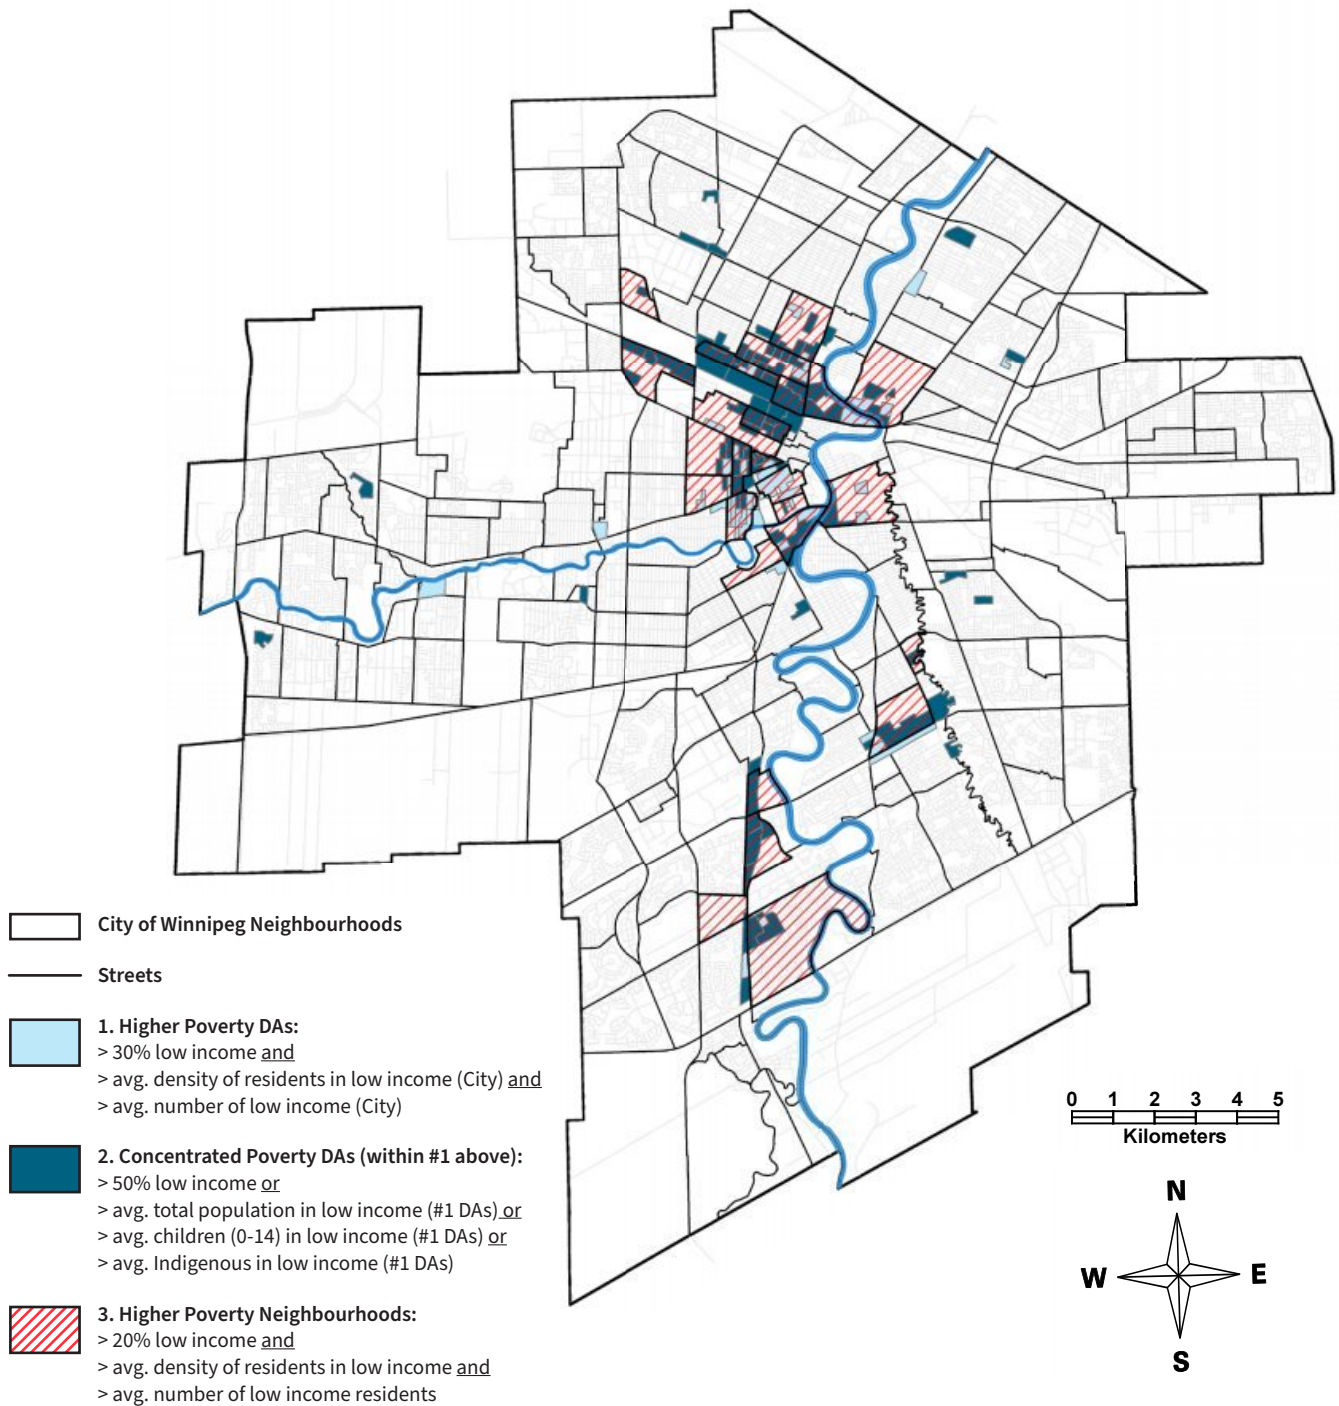 City of Winnipeg Neighbourhoods
Streets
1. Higher Poverty DAs:
> 30% low income and
> avg. density of residents in low income (City) and
> avg. number of low income (City)
2. Concentrated Poverty DAs (within #1 above):
> 50% low income or
> avg. total population in low income (#1 DAs) or
> avg. children (0-14) in low income (#1 DAs) or
> avg. Indigenous in low income (#1 DAs)
3. Higher Poverty Neighbourhoods:
> 20% low income and
> avg. density of residents in low income and
> avg. number of low income residents
0 1 2 3 4 5
Kilometers
N
W E
S